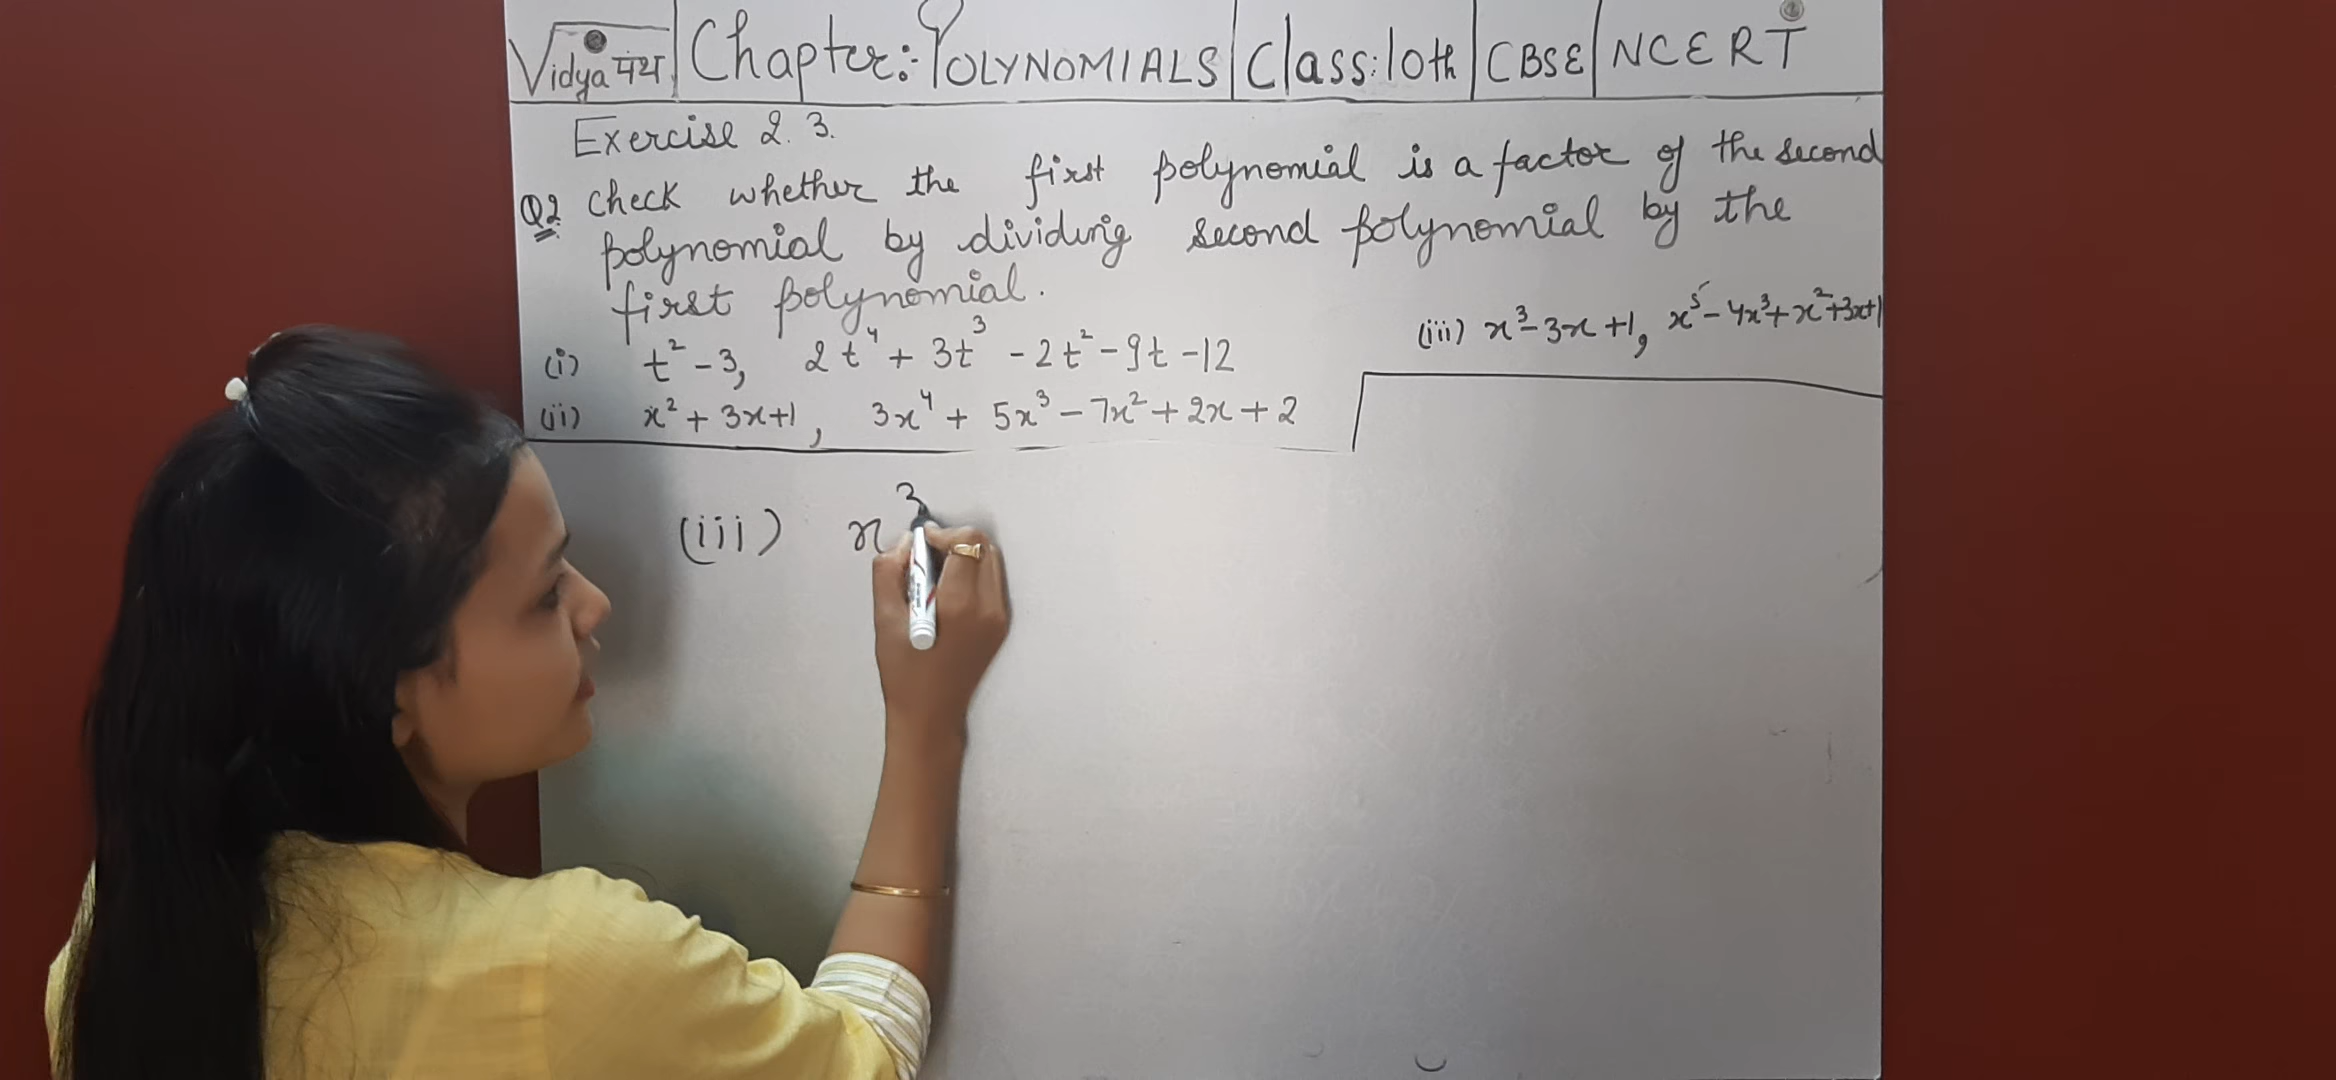 Vidya पथ | Chapter:- POLYNOMIALS | Class: 10th | CBSE | NCERT
Exercise 2.3.
Q2 Check whether the first polynomial is a factor of the second
polynomial by dividing second polynomial by the
first polynomial.
(i) t² - 3, 2t⁴ + 3t³ - 2t² - 9t - 12
(ii) x² + 3x + 1, 3x⁴ + 5x³ - 7x² + 2x + 2
(iii) x³ - 3x + 1, x⁵ - 4x³ + x² + 3x + 1
(iii) x³